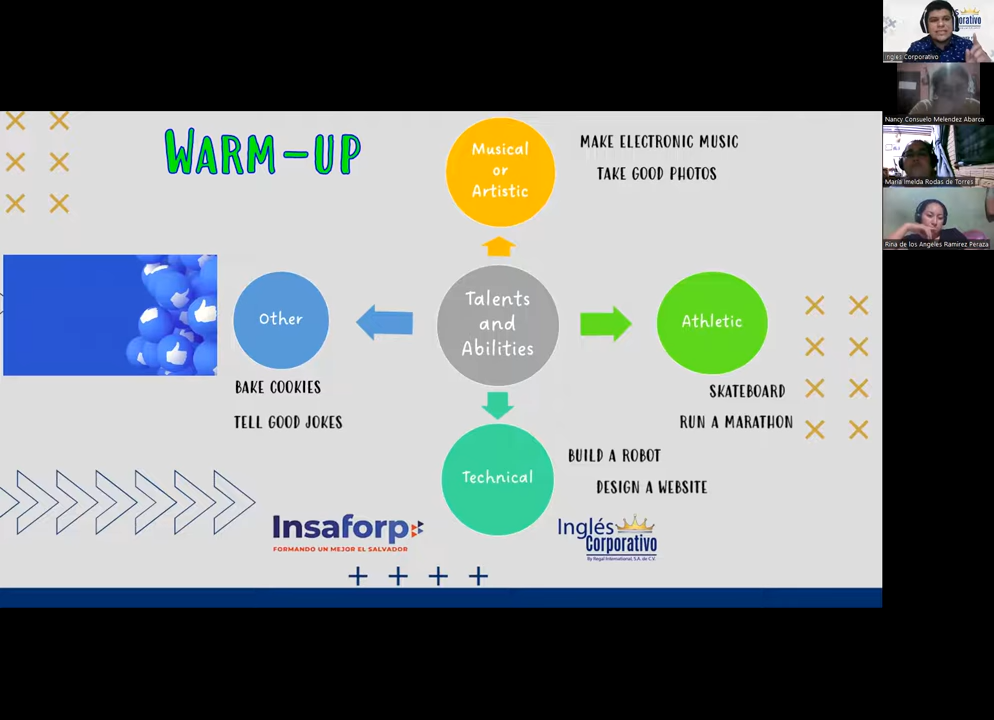 WARM-UP
Musical
or
Artistic
MAKE ELECTRONIC MUSIC
TAKE GOOD PHOTOS
Other
Talents
and
Abilities
Athletic
BAKE COOKIES
TELL GOOD JOKES
SKATEBOARD
RUN A MARATHON
Technical
BUILD A ROBOT
DESIGN A WEBSITE
Insaforp
FORMANDO UN MEJOR EL SALVADOR
Inglés
Corporativo
By Regal International, S.A. de C.V.
Inglés Corporativo
Nancy Consuelo Melendez Abarca
Maria Imelda Rodas de Torres
Rina de los Angeles Ramirez Peraza